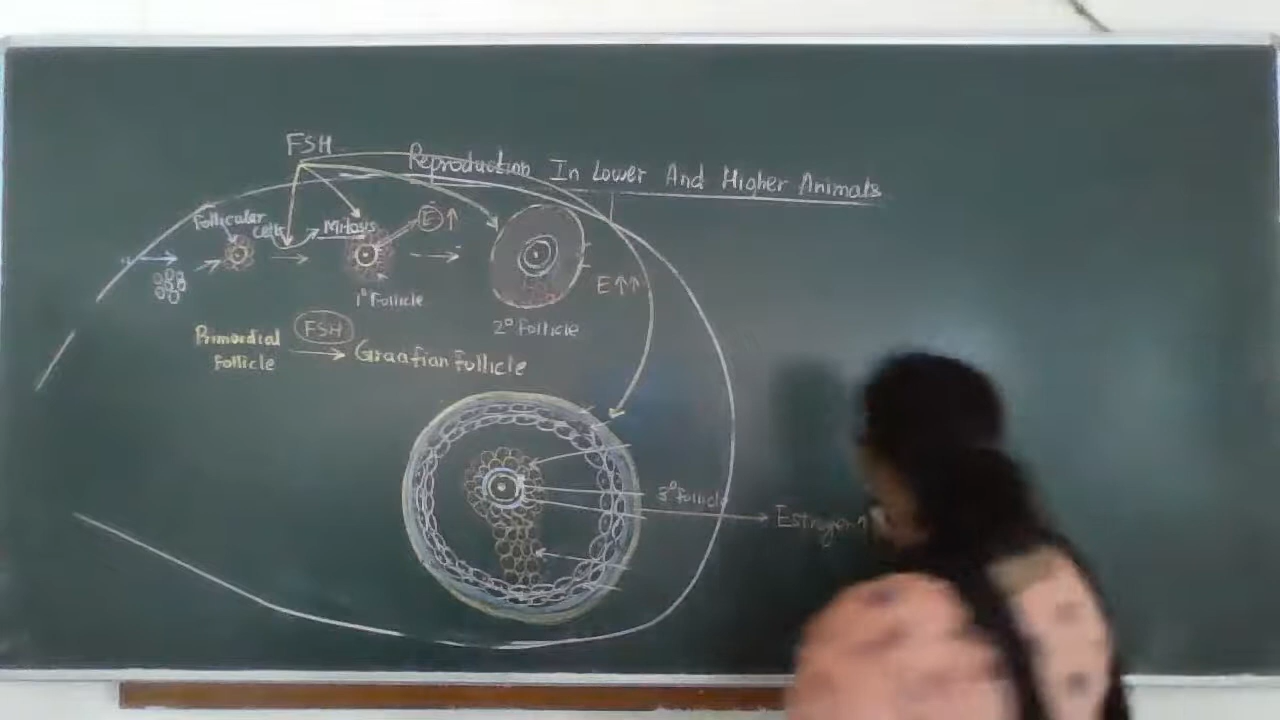 FSH
Reproduction In Lower And Higher Animals
Follicular
cells
Mitosis
E↑
1° Follicle
2° Follicle
E↑↑
Primordial
follicle
FSH
Graafian Follicle
3° Follicle
Estrogen↑